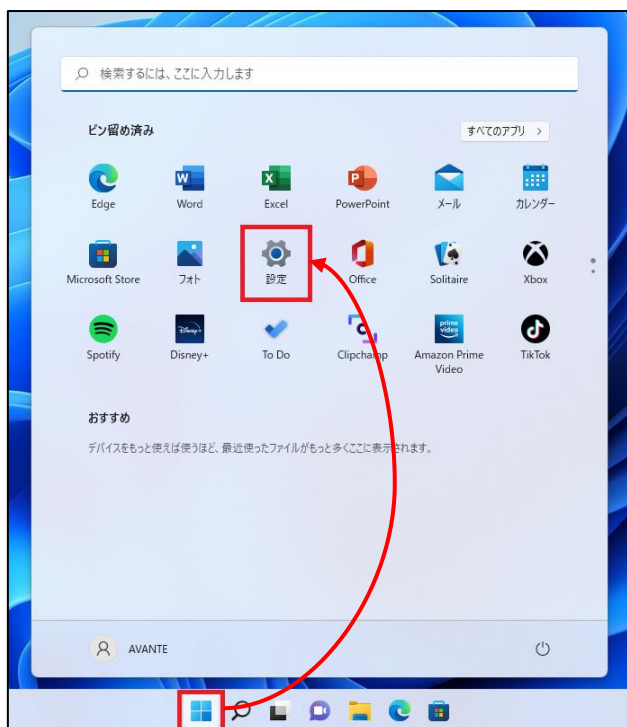 検索するには、ここに入力します
ピン留め済み
すべてのアプリ >
Edge
Word
Excel
PowerPoint
メール
カレンダー
Microsoft Store
フォト
設定
Office
Solitaire
Xbox
Spotify
Disney+
To Do
Clipchamp
Amazon Prime
Video
TikTok
おすすめ
デバイスをもっと使えば使うほど、最近使ったファイルがもっと多くここに表示されます。
AVANTE